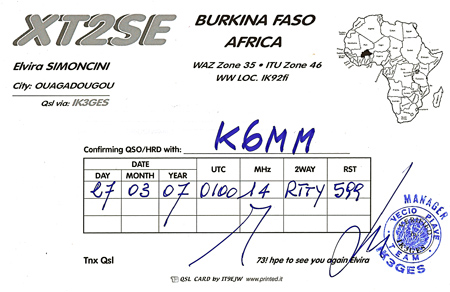 XT2SE
BURKINA FASO
AFRICA
Elvira SIMONCINI
WAZ Zone 35 • ITU Zone 46
City: OUAGADOUGOU
WW LOC. IK92fi
Qsl via: IK3GES
Confirming QSO/HRD with: K6MM
DATE UTC MHz 2WAY RST
DAY MONTH YEAR
27 03 07 0100 14 RTTY 599
MANAGER
VECIO PIAVE
TEAM
IK3GES
Tnx Qsl
73! hpe to see you again Elvira
QSL CARD by IT9EJW www.printed.it